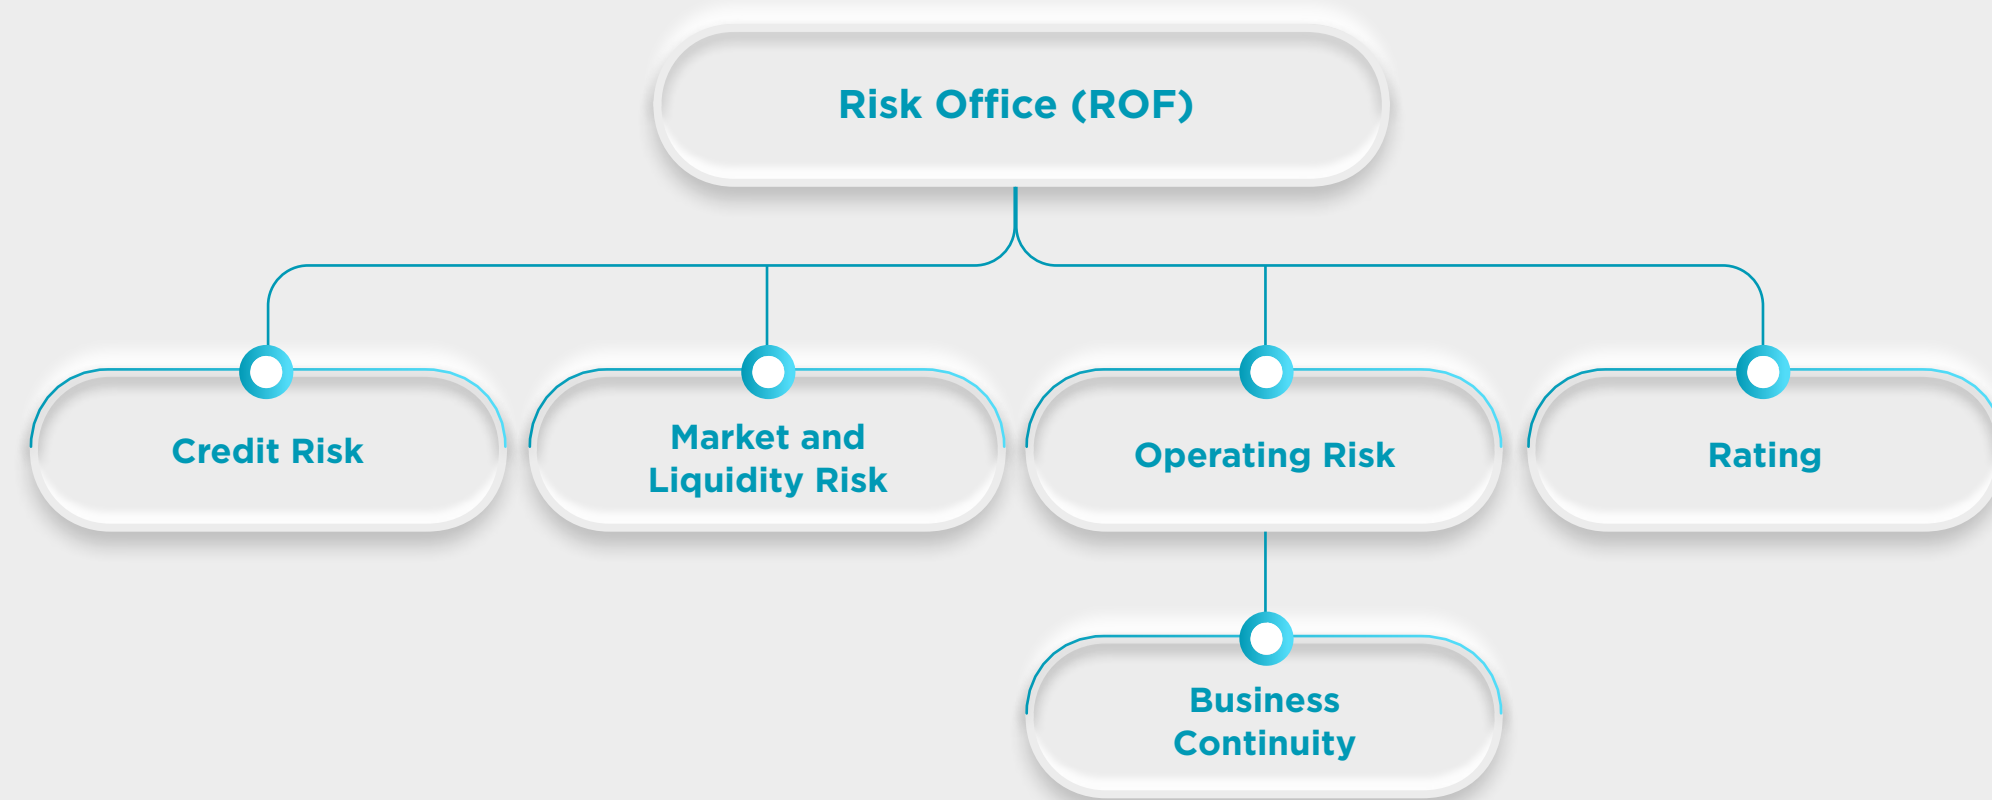 Risk Office (ROF)
Credit Risk
Market and
Liquidity Risk
Operating Risk
Rating
Business
Continuity